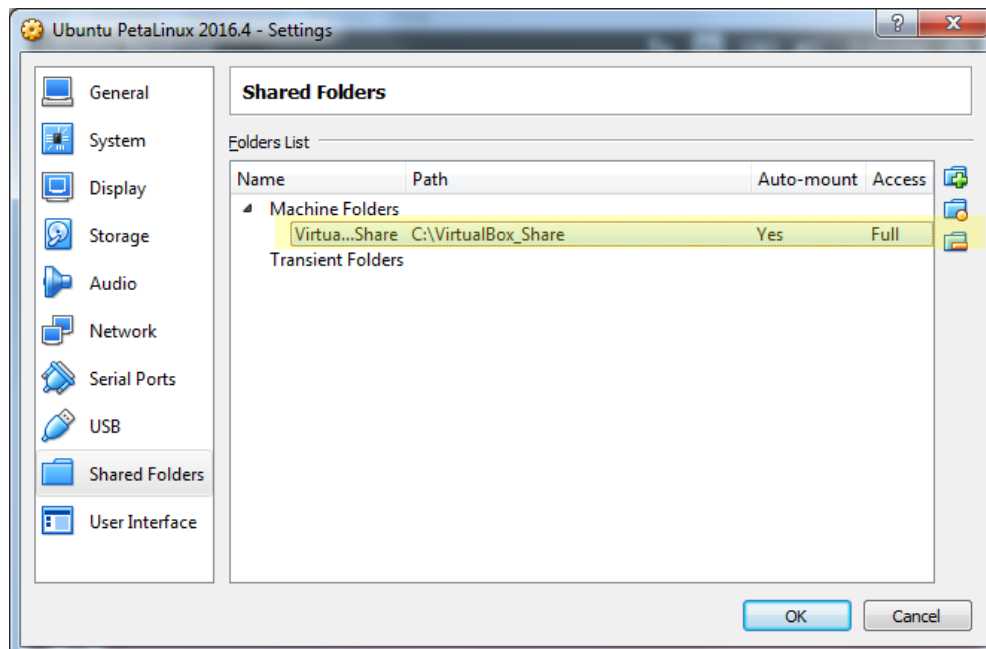 Ubuntu PetaLinux 2016.4 - Settings
?
X
General
System
Display
Storage
Audio
Network
Serial Ports
USB
Shared Folders
User Interface
Shared Folders
Folders List
Name Path Auto-mount Access
Machine Folders
Virtua...Share C:\VirtualBox_Share Yes Full
Transient Folders
OK Cancel